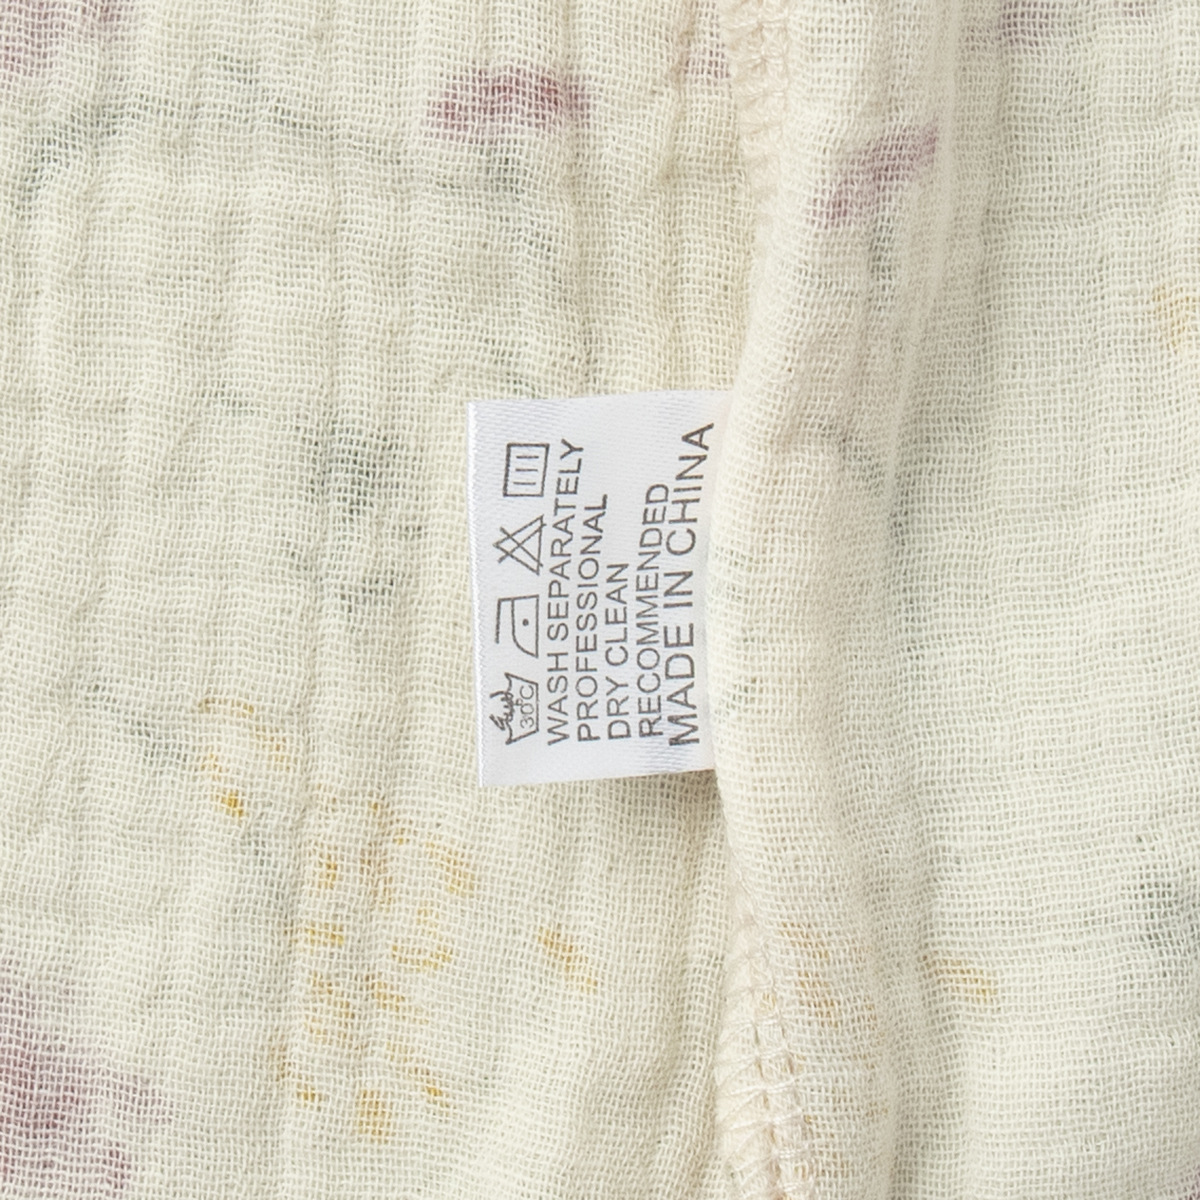 30°C
WASH SEPARATELY
PROFESSIONAL
DRY CLEAN
RECOMMENDED
MADE IN CHINA